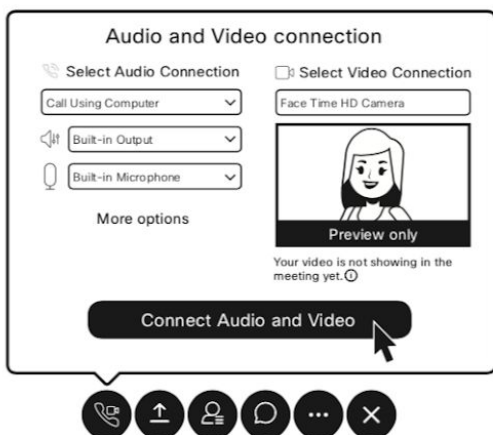 Audio and Video connection
Select Audio Connection
Call Using Computer
Built-in Output
Built-in Microphone
More options
Select Video Connection
Face Time HD Camera
Preview only
Your video is not showing in the
meeting yet.
Connect Audio and Video